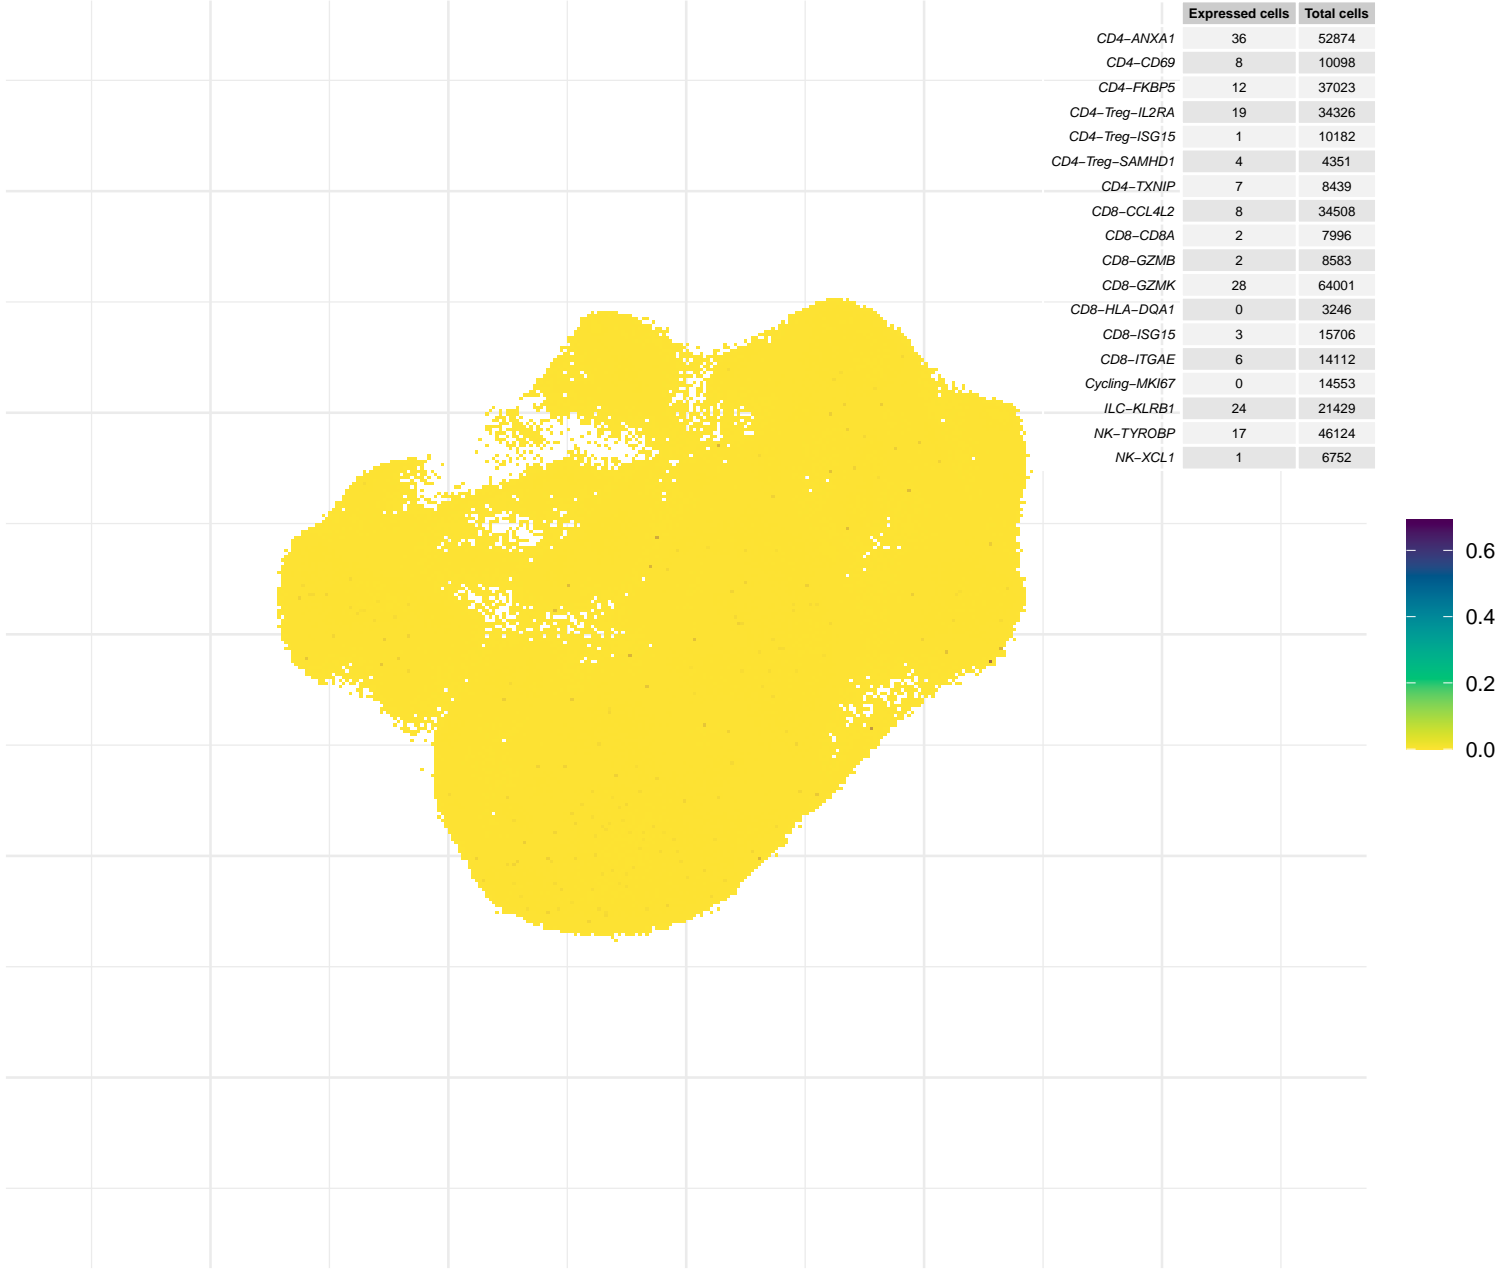 Expressed cells Total cells
CD4−ANXA1 36 52874
CD4−CD69 8 10098
CD4−FKBP5 12 37023
CD4−Treg−IL2RA 19 34326
CD4−Treg−ISG15 1 10182
CD4−Treg−SAMHD1 4 4351
CD4−TXNIP 7 8439
CD8−CCL4L2 8 34508
CD8−CD8A 2 7996
CD8−GZMB 2 8583
CD8−GZMK 28 64001
CD8−HLA−DQA1 0 3246
CD8−ISG15 3 15706
CD8−ITGAE 6 14112
Cycling−MKI67 0 14553
ILC−KLRB1 24 21429
NK−TYROBP 17 46124
NK−XCL1 1 6752
0.6
0.4
0.2
0.0